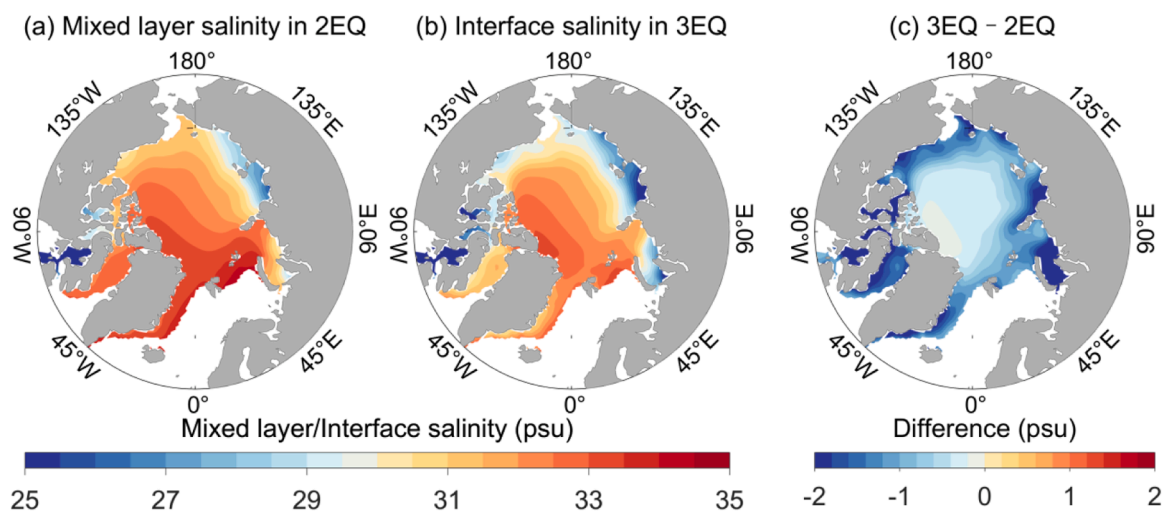 (a) Mixed layer salinity in 2EQ
(b) Interface salinity in 3EQ
(c) 3EQ − 2EQ
180°
135°W
135°E
90°W
90°E
45°W
45°E
0°
180°
135°W
135°E
90°W
90°E
45°W
45°E
0°
180°
135°W
135°E
90°W
90°E
45°W
45°E
0°
Mixed layer/Interface salinity (psu)
25 27 29 31 33 35
Difference (psu)
-2 -1 0 1 2